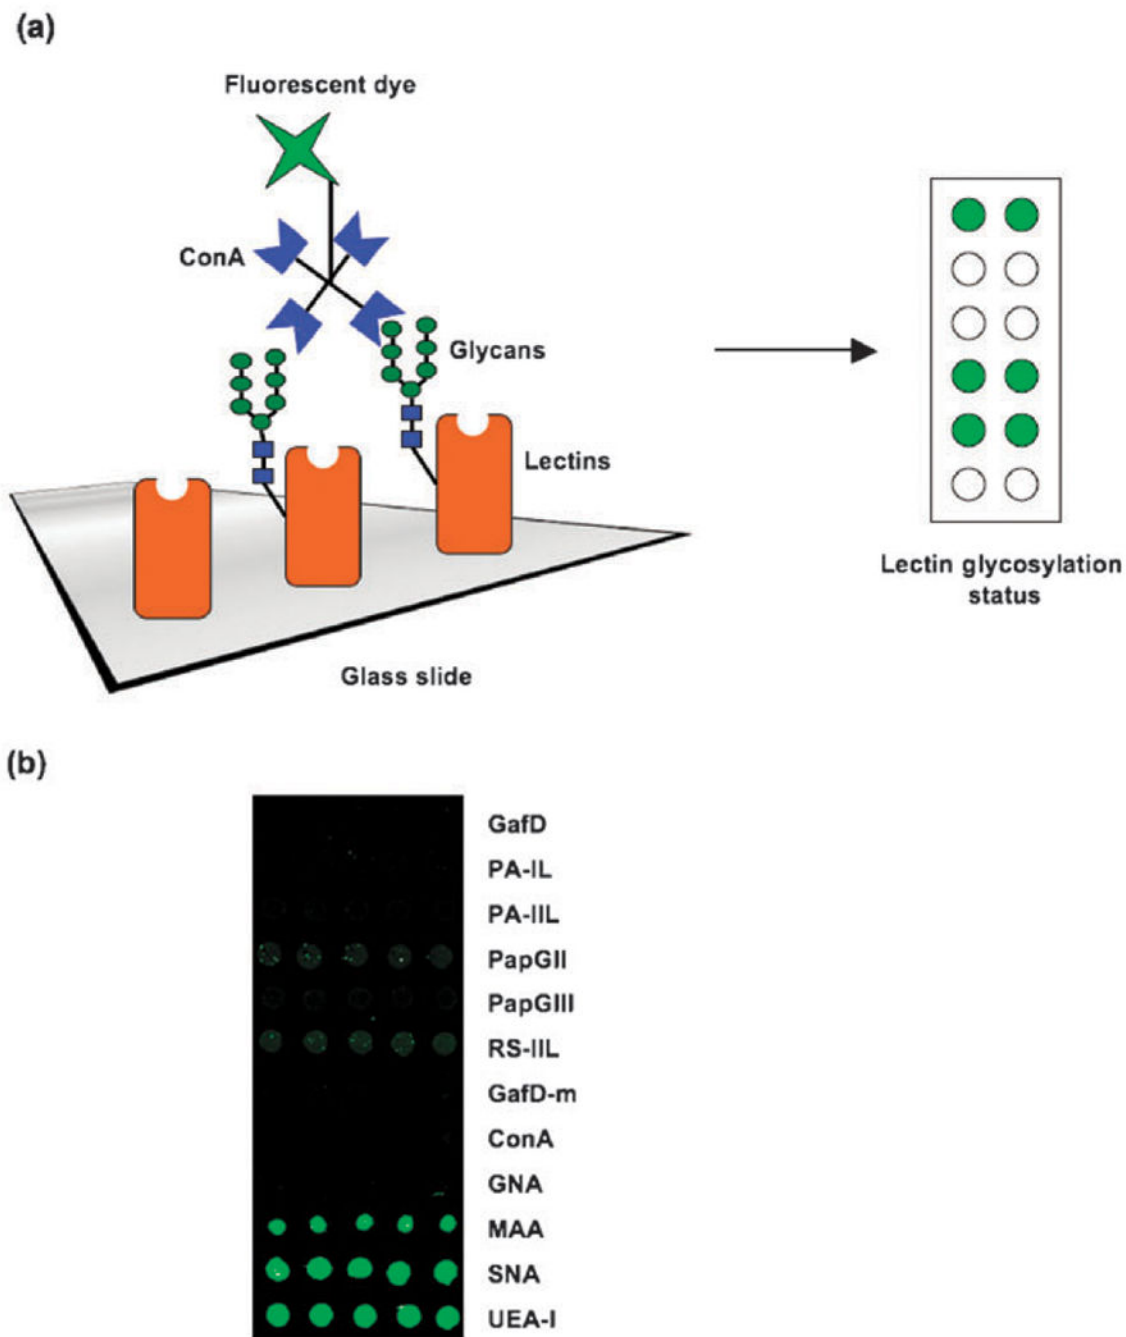 (a)
Fluorescent dye
ConA
Glycans
Lectins
Glass slide
Lectin glycosylation
status
(b)
GafD
PA-IL
PA-IIL
PapGII
PapGIII
RS-IIL
GafD-m
ConA
GNA
MAA
SNA
UEA-I